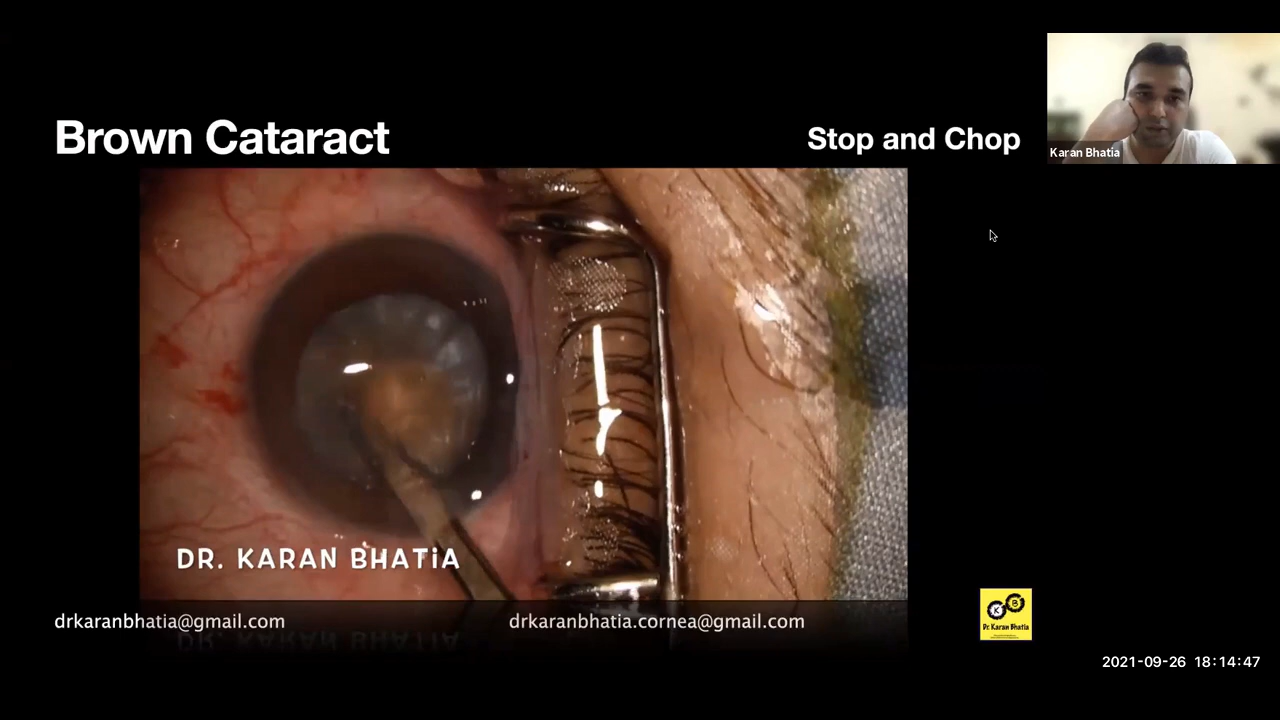 Brown Cataract
Stop and Chop
Karan Bhatia
DR. KARAN BHATiA
drkaranbhatia@gmail.com
drkaranbhatia.cornea@gmail.com
K B
Dr. Karan Bhatia
2021-09-26 18:14:47